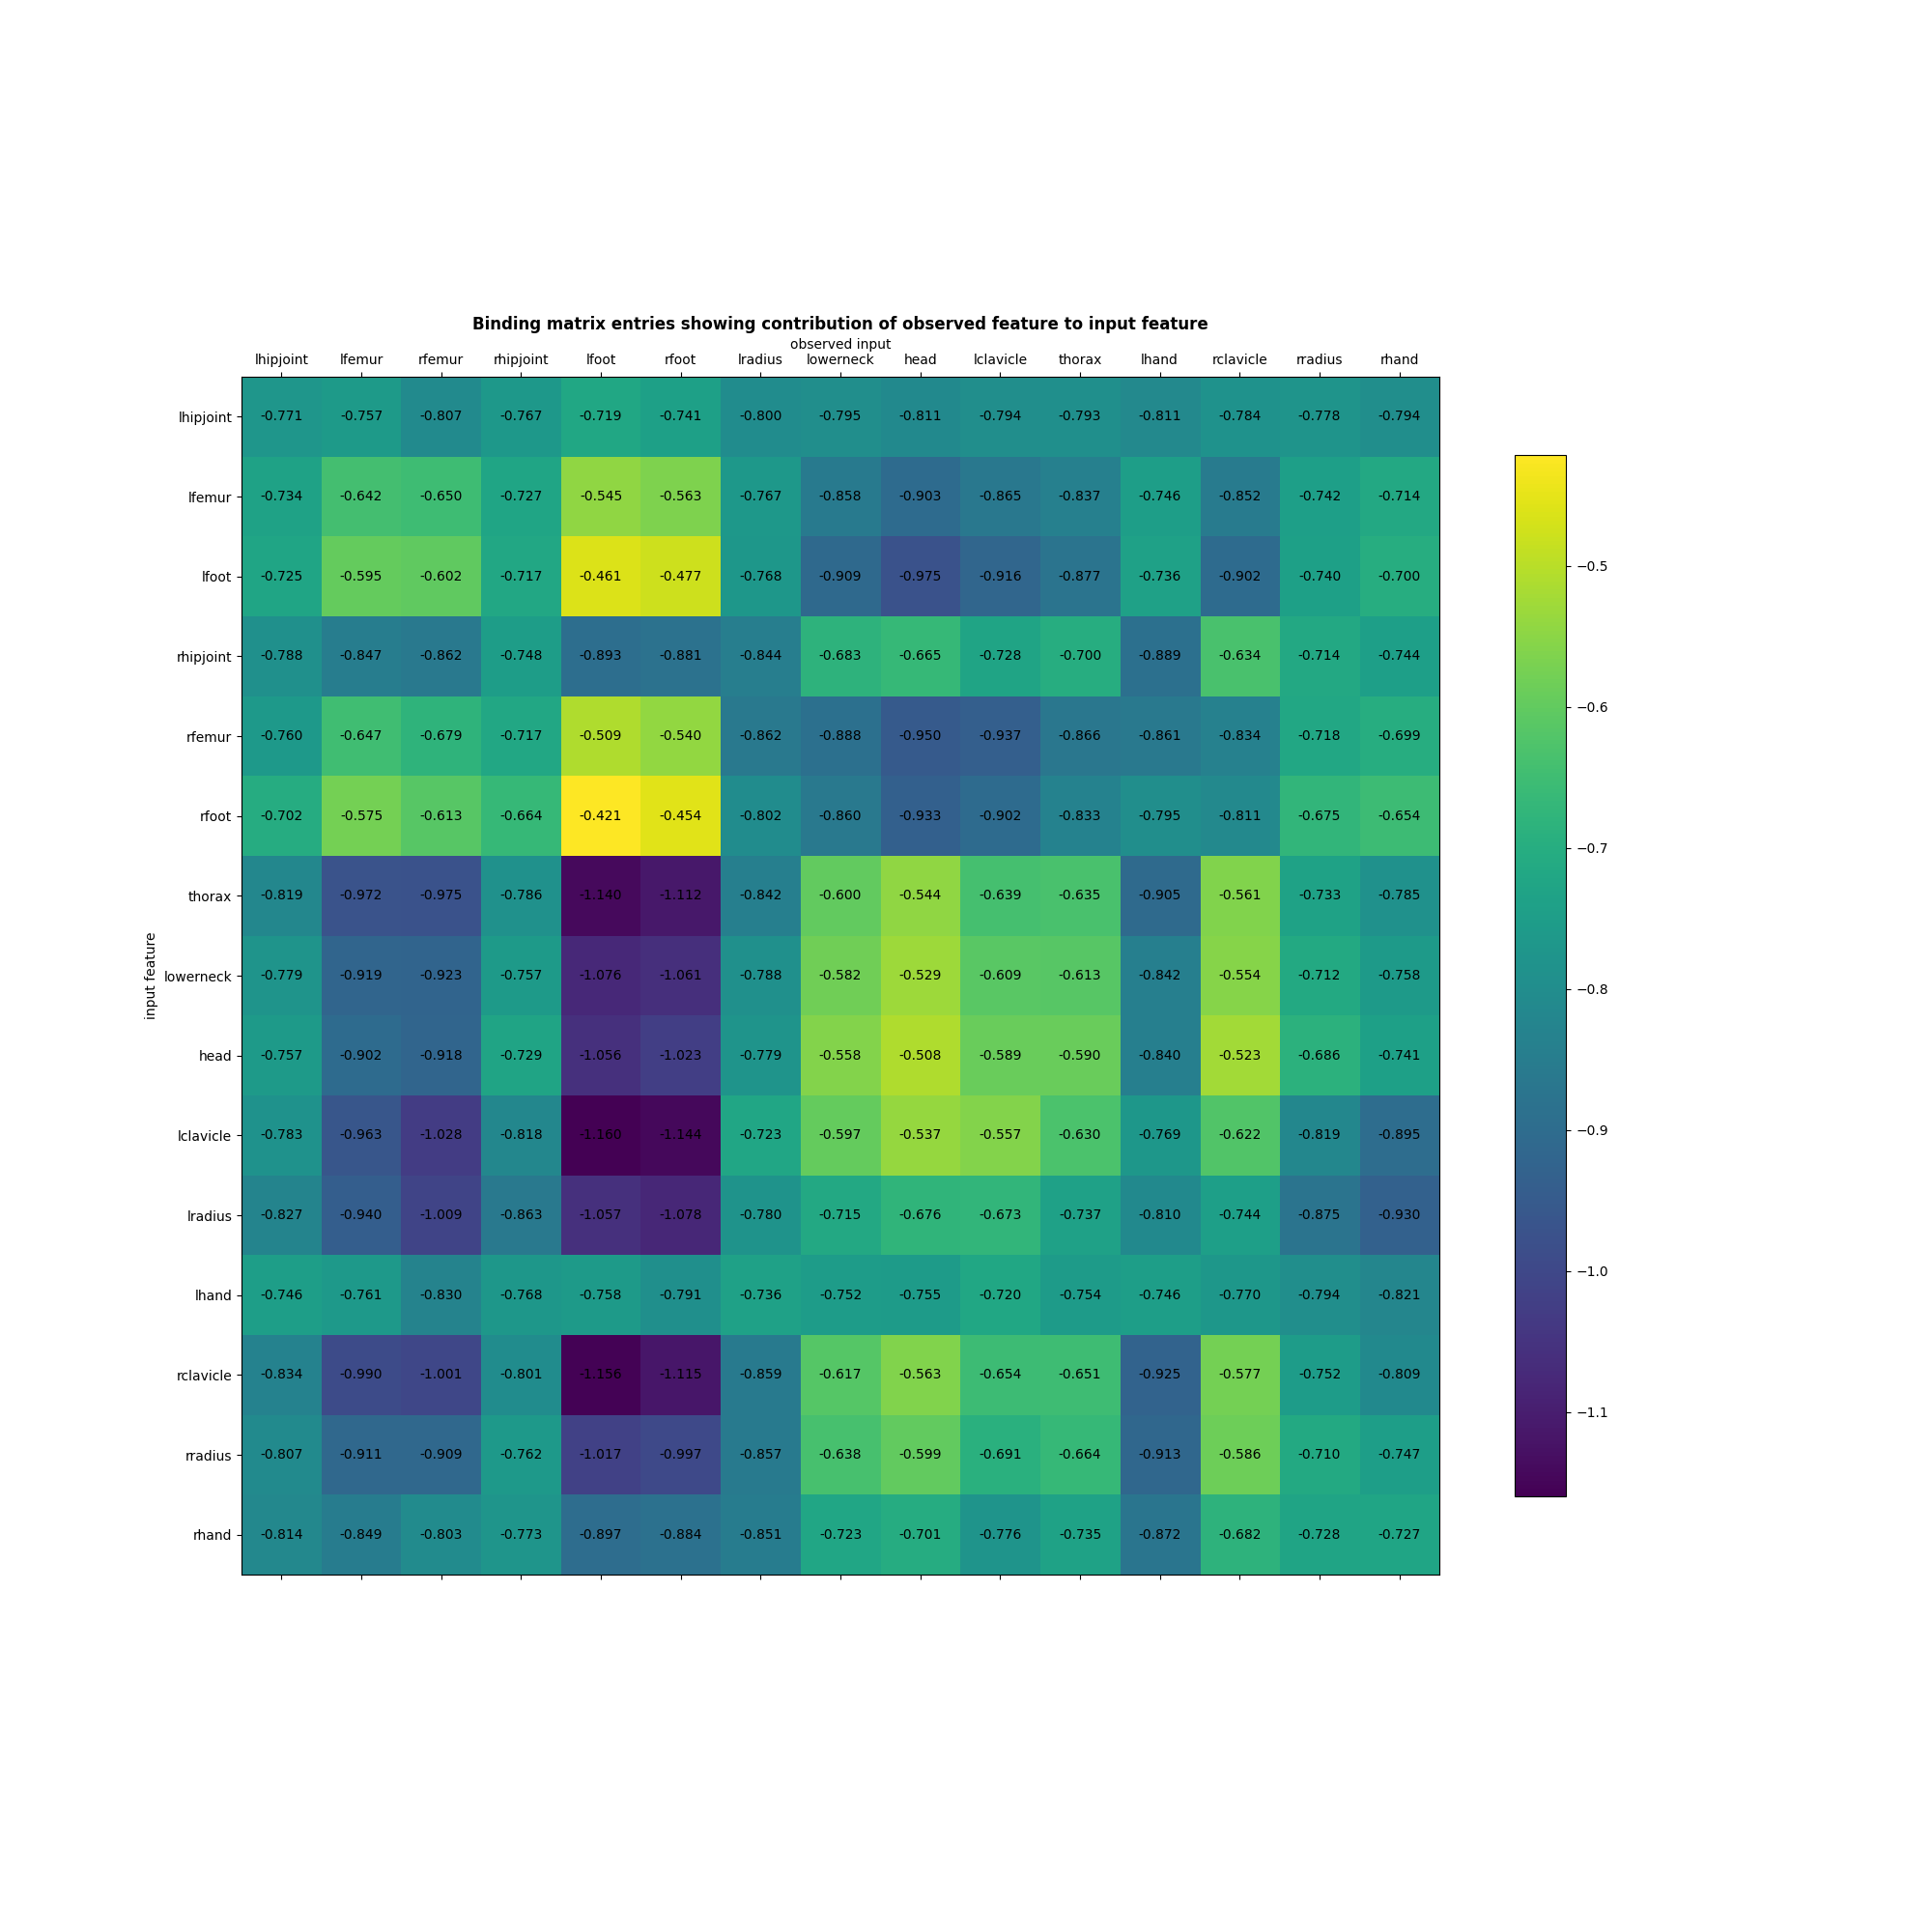 Binding matrix entries showing contribution of observed feature to input feature
observed input
lhipjoint lfemur rfemur rhipjoint lfoot rfoot lradius lowerneck head lclavicle thorax lhand rclavicle rradius rhand
lhipjoint -0.771 -0.757 -0.807 -0.767 -0.719 -0.741 -0.800 -0.795 -0.811 -0.794 -0.793 -0.811 -0.784 -0.778 -0.794
lfemur -0.734 -0.642 -0.650 -0.727 -0.545 -0.563 -0.767 -0.858 -0.903 -0.865 -0.837 -0.746 -0.852 -0.742 -0.714
lfoot -0.725 -0.595 -0.602 -0.717 -0.461 -0.477 -0.768 -0.909 -0.975 -0.916 -0.877 -0.736 -0.902 -0.740 -0.700
rhipjoint -0.788 -0.847 -0.862 -0.748 -0.893 -0.881 -0.844 -0.683 -0.665 -0.728 -0.700 -0.889 -0.634 -0.714 -0.744
rfemur -0.760 -0.647 -0.679 -0.717 -0.509 -0.540 -0.862 -0.888 -0.950 -0.937 -0.866 -0.861 -0.834 -0.718 -0.699
rfoot -0.702 -0.575 -0.613 -0.664 -0.421 -0.454 -0.802 -0.860 -0.933 -0.902 -0.833 -0.795 -0.811 -0.675 -0.654
thorax -0.819 -0.972 -0.975 -0.786 -1.140 -1.112 -0.842 -0.600 -0.544 -0.639 -0.635 -0.905 -0.561 -0.733 -0.785
lowerneck -0.779 -0.919 -0.923 -0.757 -1.076 -1.061 -0.788 -0.582 -0.529 -0.609 -0.613 -0.842 -0.554 -0.712 -0.758
head -0.757 -0.902 -0.918 -0.729 -1.056 -1.023 -0.779 -0.558 -0.508 -0.589 -0.590 -0.840 -0.523 -0.686 -0.741
lclavicle -0.783 -0.963 -1.028 -0.818 -1.160 -1.144 -0.723 -0.597 -0.537 -0.557 -0.630 -0.769 -0.622 -0.819 -0.895
lradius -0.827 -0.940 -1.009 -0.863 -1.057 -1.078 -0.780 -0.715 -0.676 -0.673 -0.737 -0.810 -0.744 -0.875 -0.930
lhand -0.746 -0.761 -0.830 -0.768 -0.758 -0.791 -0.736 -0.752 -0.755 -0.720 -0.754 -0.746 -0.770 -0.794 -0.821
rclavicle -0.834 -0.990 -1.001 -0.801 -1.156 -1.115 -0.859 -0.617 -0.563 -0.654 -0.651 -0.925 -0.577 -0.752 -0.809
rradius -0.807 -0.911 -0.909 -0.762 -1.017 -0.997 -0.857 -0.638 -0.599 -0.691 -0.664 -0.913 -0.586 -0.710 -0.747
rhand -0.814 -0.849 -0.803 -0.773 -0.897 -0.884 -0.851 -0.723 -0.701 -0.776 -0.735 -0.872 -0.682 -0.728 -0.727
input feature
−0.5
−0.6
−0.7
−0.8
−0.9
−1.0
−1.1